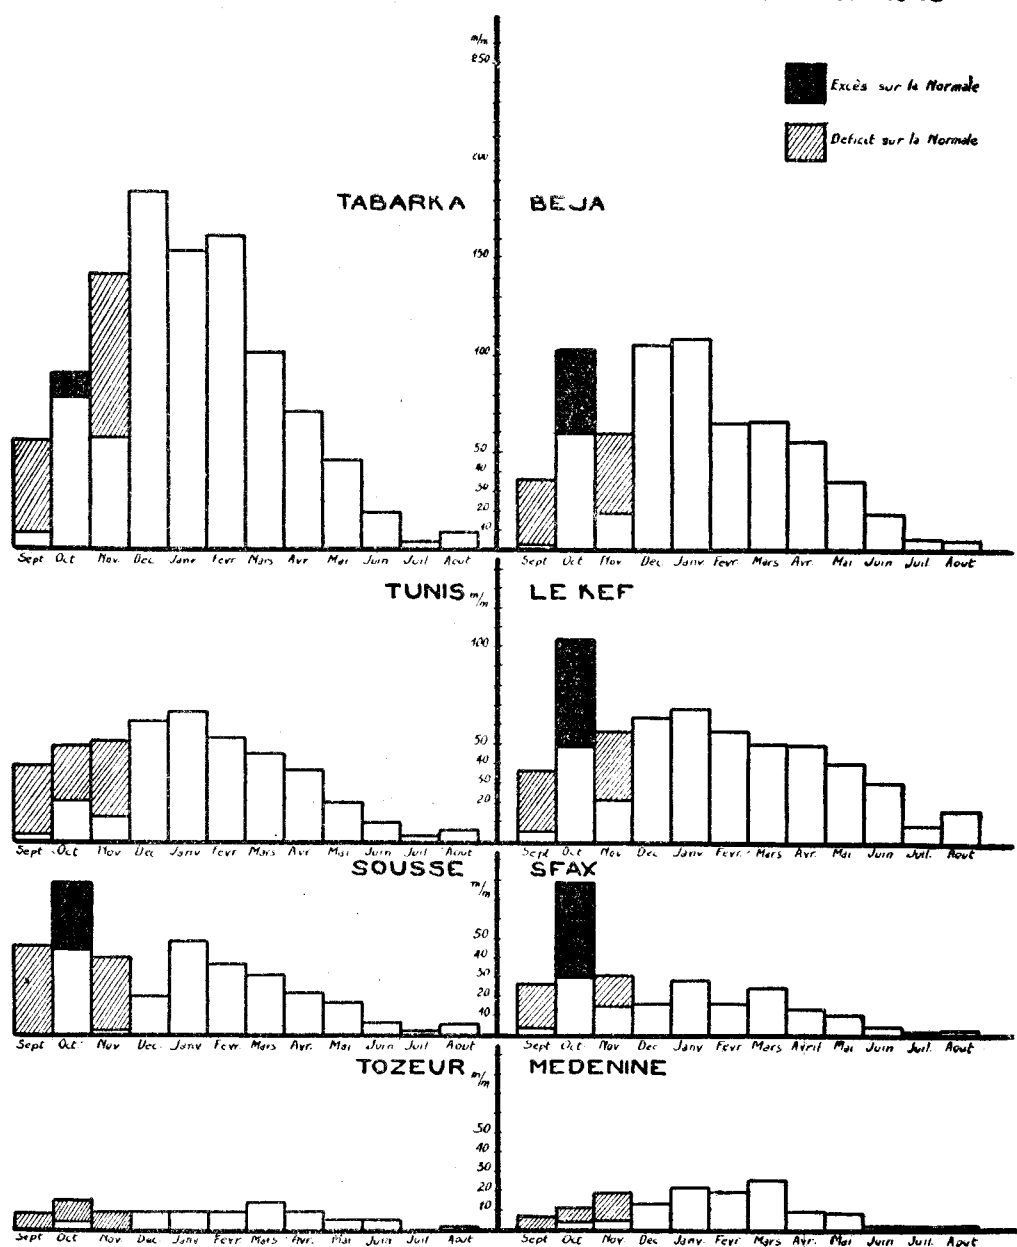 m/m
250
Excès sur la Normale
Déficit sur la Normale
200
TABARKA BEJA
150
100
50
40
30
20
10
Sept Oct Nov. Dec Janv Fevr Mars Avr Mai Juin Juil Aout
Sept Oct Nov Dec Janv Fevr Mars Avr. Mai Juin Juil. Aout
TUNIS m/m LE KEF
100
50
40
30
20
Sept Oct Nov Dec Janv Fevr Mars Avr Mai Juin Juil Aout
Sept Oct Nov Dec Janv Fevr. Mars Avr. Mai Juin Juil. Aout
SOUSSE m/m SFAX
50
40
30
20
10
Sept Oct Nov Dec. Janv Fevr. Mars Avr. Mai Juin Juil. Aout
Sept Oct Nov Dec Janv Fevr Mars Avril Mai Juin Juil. Aout
TOZEUR m/m MEDENINE
50
40
30
20
10
Sept Oct Nov Dec. Janv Fevr. Mars Avr. Mai Juin Juil Aout
Sept Oct Nov Dec Janv Fevr Mars Avril Mai Juin Juil. Aout